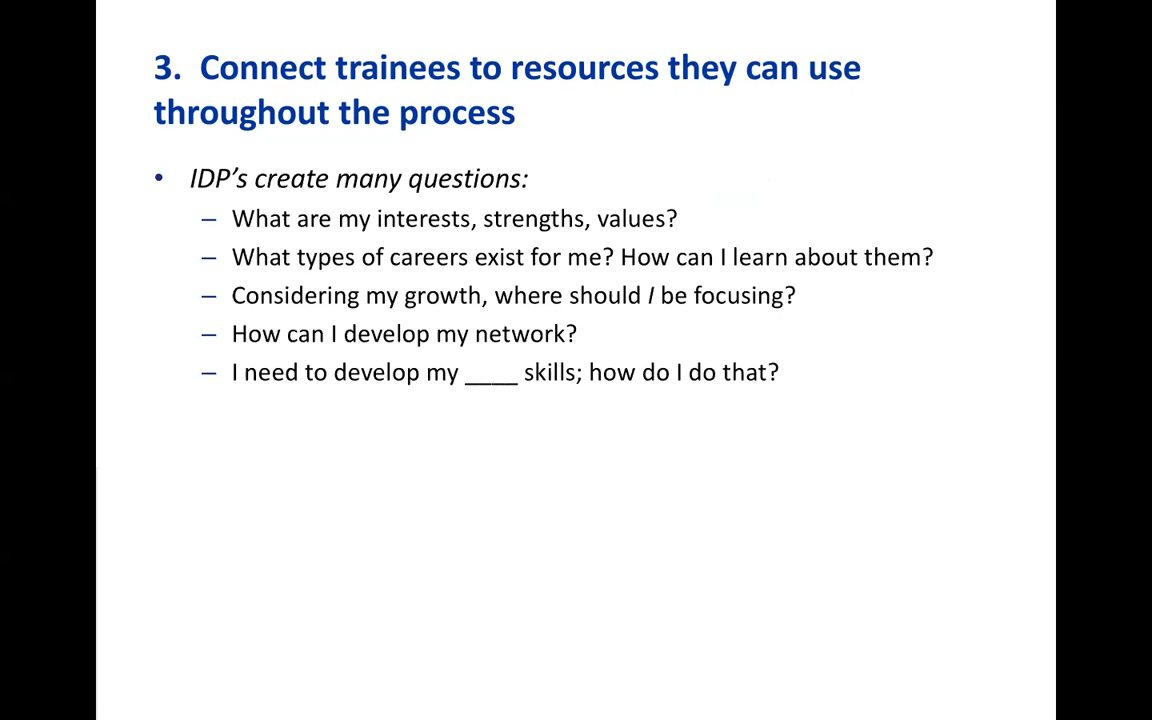 3. Connect trainees to resources they can use
throughout the process
• IDP’s create many questions:
– What are my interests, strengths, values?
– What types of careers exist for me? How can I learn about them?
– Considering my growth, where should I be focusing?
– How can I develop my network?
– I need to develop my ____ skills; how do I do that?